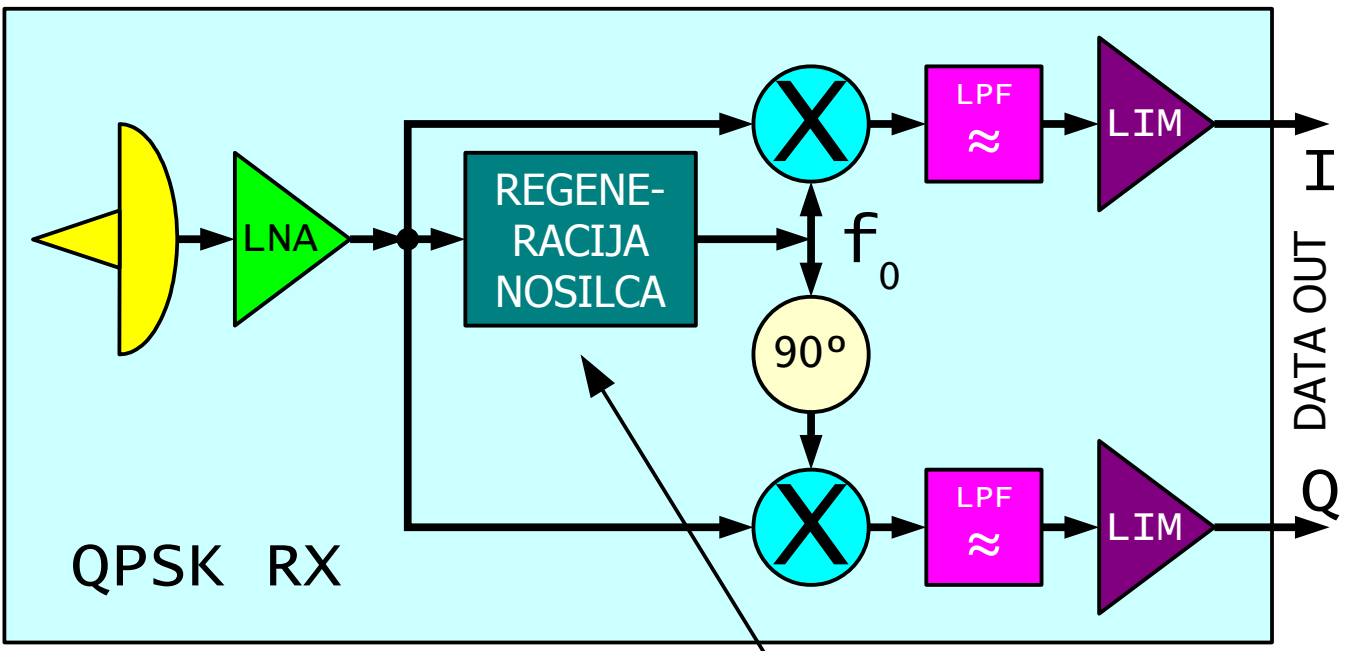 LNA
REGENE-
RACIJA
NOSILCA
X
f₀
90º
X
LPF
≈
LIM
LPF
≈
LIM
I
DATA OUT
Q
QPSK RX